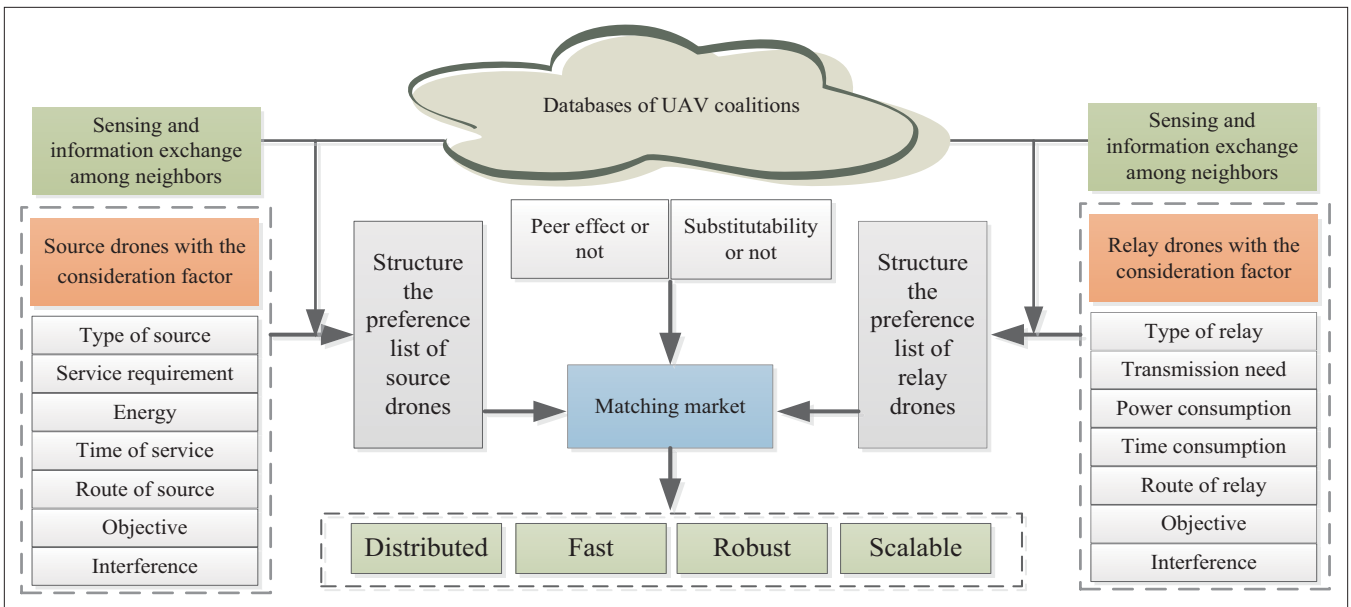 Databases of UAV coalitions
Sensing and
information exchange
among neighbors
Source drones with the
consideration factor
Type of source
Service requirement
Energy
Time of service
Route of source
Objective
Interference
Structure
the
preference
list of
source
drones
Peer effect or
not
Substitutability
or not
Matching market
Structure
the
preference
list of
relay
drones
Sensing and
information exchange
among neighbors
Relay drones with the
consideration factor
Type of relay
Transmission need
Power consumption
Time consumption
Route of relay
Objective
Interference
Distributed
Fast
Robust
Scalable